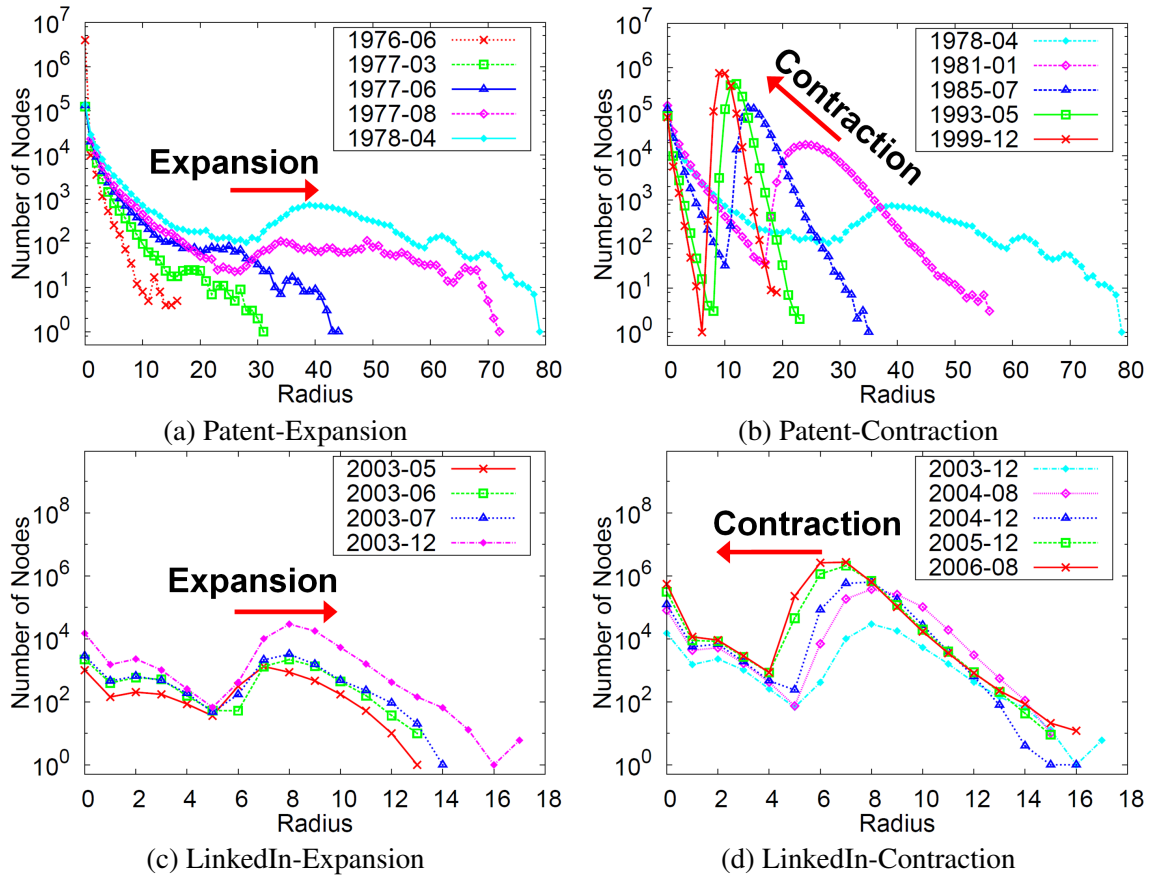 10^7
10^6
10^5
10^4
10^3
10^2
10^1
10^0
Number of Nodes
1976-06
1977-03
1977-06
1977-08
1978-04
Expansion
0 10 20 30 40 50 60 70 80
Radius
(a) Patent-Expansion
10^7
10^6
10^5
10^4
10^3
10^2
10^1
10^0
Number of Nodes
1978-04
1981-01
1985-07
1993-05
1999-12
Contraction
0 10 20 30 40 50 60 70 80
Radius
(b) Patent-Contraction
10^8
10^6
10^4
10^2
10^0
Number of Nodes
2003-05
2003-06
2003-07
2003-12
Expansion
0 2 4 6 8 10 12 14 16 18
Radius
(c) LinkedIn-Expansion
10^8
10^6
10^4
10^2
10^0
Number of Nodes
2003-12
2004-08
2004-12
2005-12
2006-08
Contraction
0 2 4 6 8 10 12 14 16 18
Radius
(d) LinkedIn-Contraction